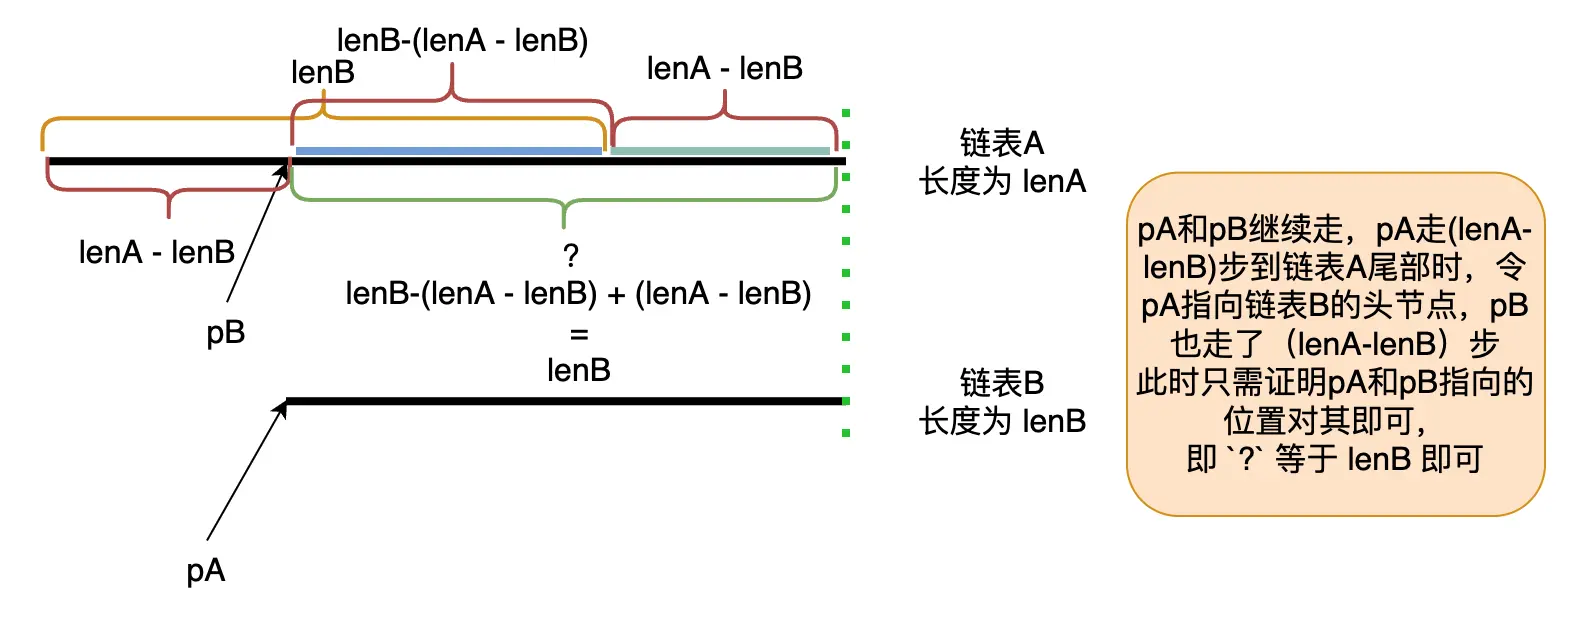 lenB-(lenA - lenB)
lenB
lenA - lenB
链表A
长度为 lenA
lenA - lenB
?
lenB-(lenA - lenB) + (lenA - lenB)
=
lenB
pB
链表B
长度为 lenB
pA
pA和pB继续走，pA走(lenA-
lenB)步到链表A尾部时，令
pA指向链表B的头节点，pB
也走了（lenA-lenB）步
此时只需证明pA和pB指向的
位置对其即可，
即 `?` 等于 lenB 即可